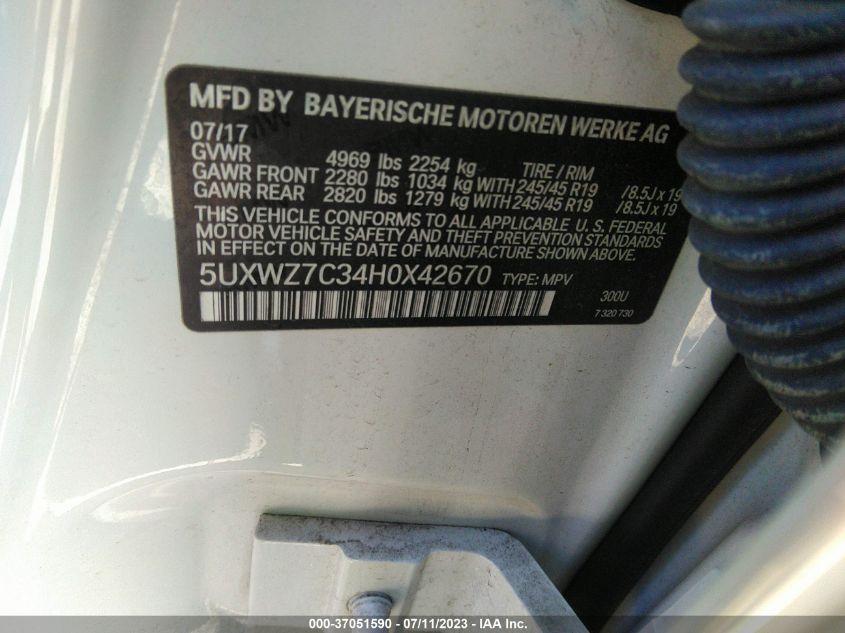 MFD BY BAYERISCHE MOTOREN WERKE AG
07/17
GVWR 4969 lbs 2254 kg TIRE / RIM
GAWR FRONT 2280 lbs 1034 kg WITH 245/45 R19 /8.5J x 19
GAWR REAR 2820 lbs 1279 kg WITH 245/45 R19 /8.5J x 19
THIS VEHICLE CONFORMS TO ALL APPLICABLE U. S. FEDERAL
MOTOR VEHICLE SAFETY AND THEFT PREVENTION STANDARDS
IN EFFECT ON THE DATE OF MANUFACTURE SHOWN ABOVE.
5UXWZ7C34H0X42670 TYPE: MPV
300U
7 320 730
000-37051590 - 07/11/2023 - IAA Inc.